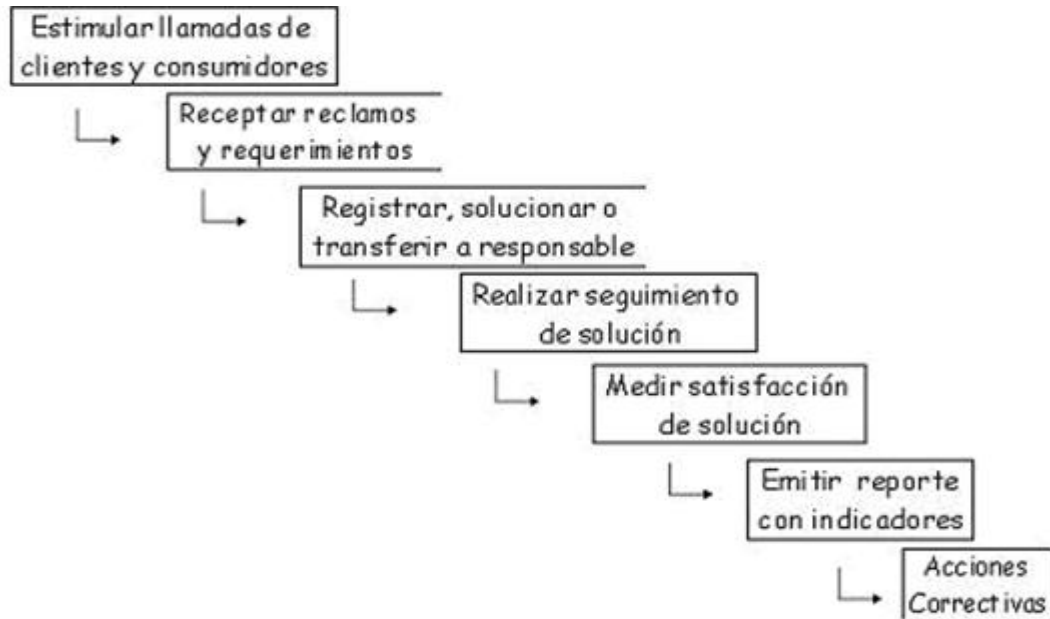 Estimular llamadas de
clientes y consumidores
Receptar reclamos
y requerimientos
Registrar, solucionar o
transferir a responsable
Realizar seguimiento
de solución
Medir satisfacción
de solución
Emitir reporte
con indicadores
Acciones
Correctivas